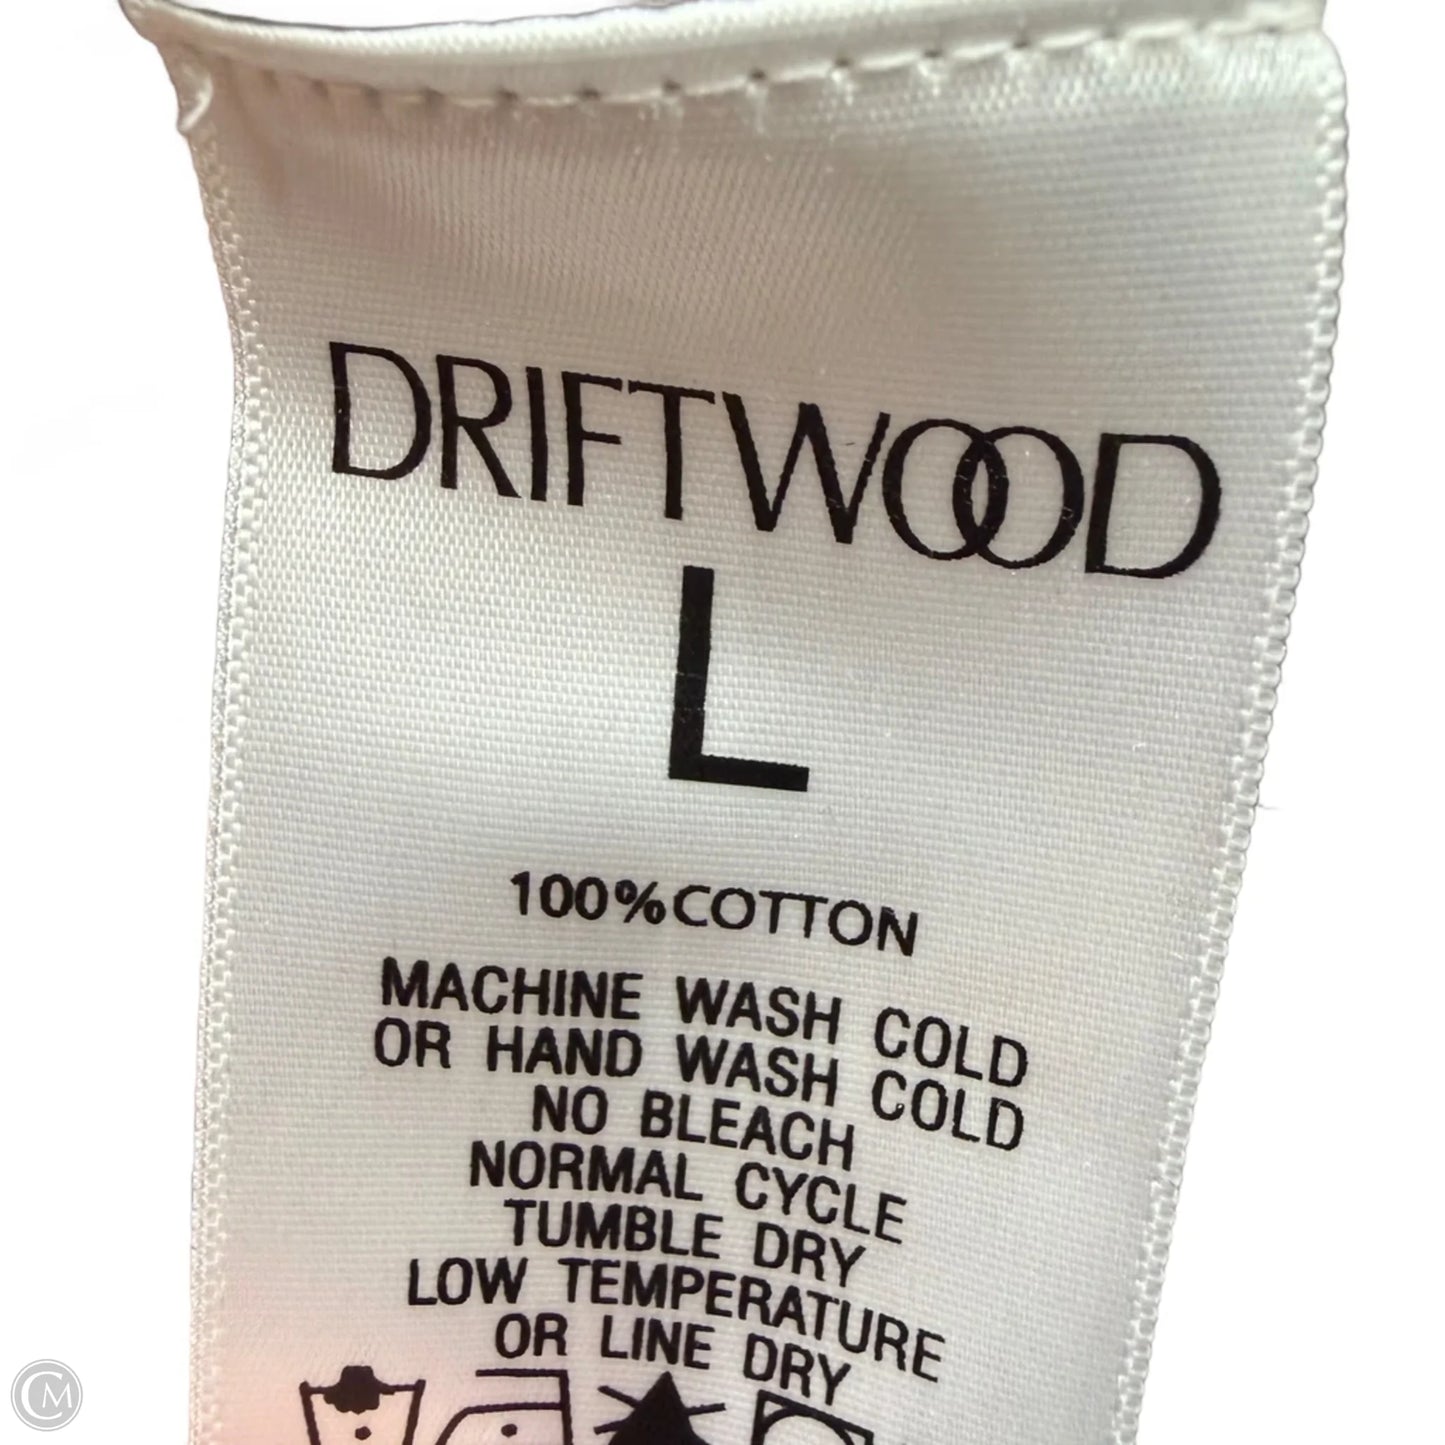 DRIFTWOOD
L
100%COTTON
MACHINE WASH COLD
OR HAND WASH COLD
NO BLEACH
NORMAL CYCLE
TUMBLE DRY
LOW TEMPERATURE
OR LINE DRY
CM